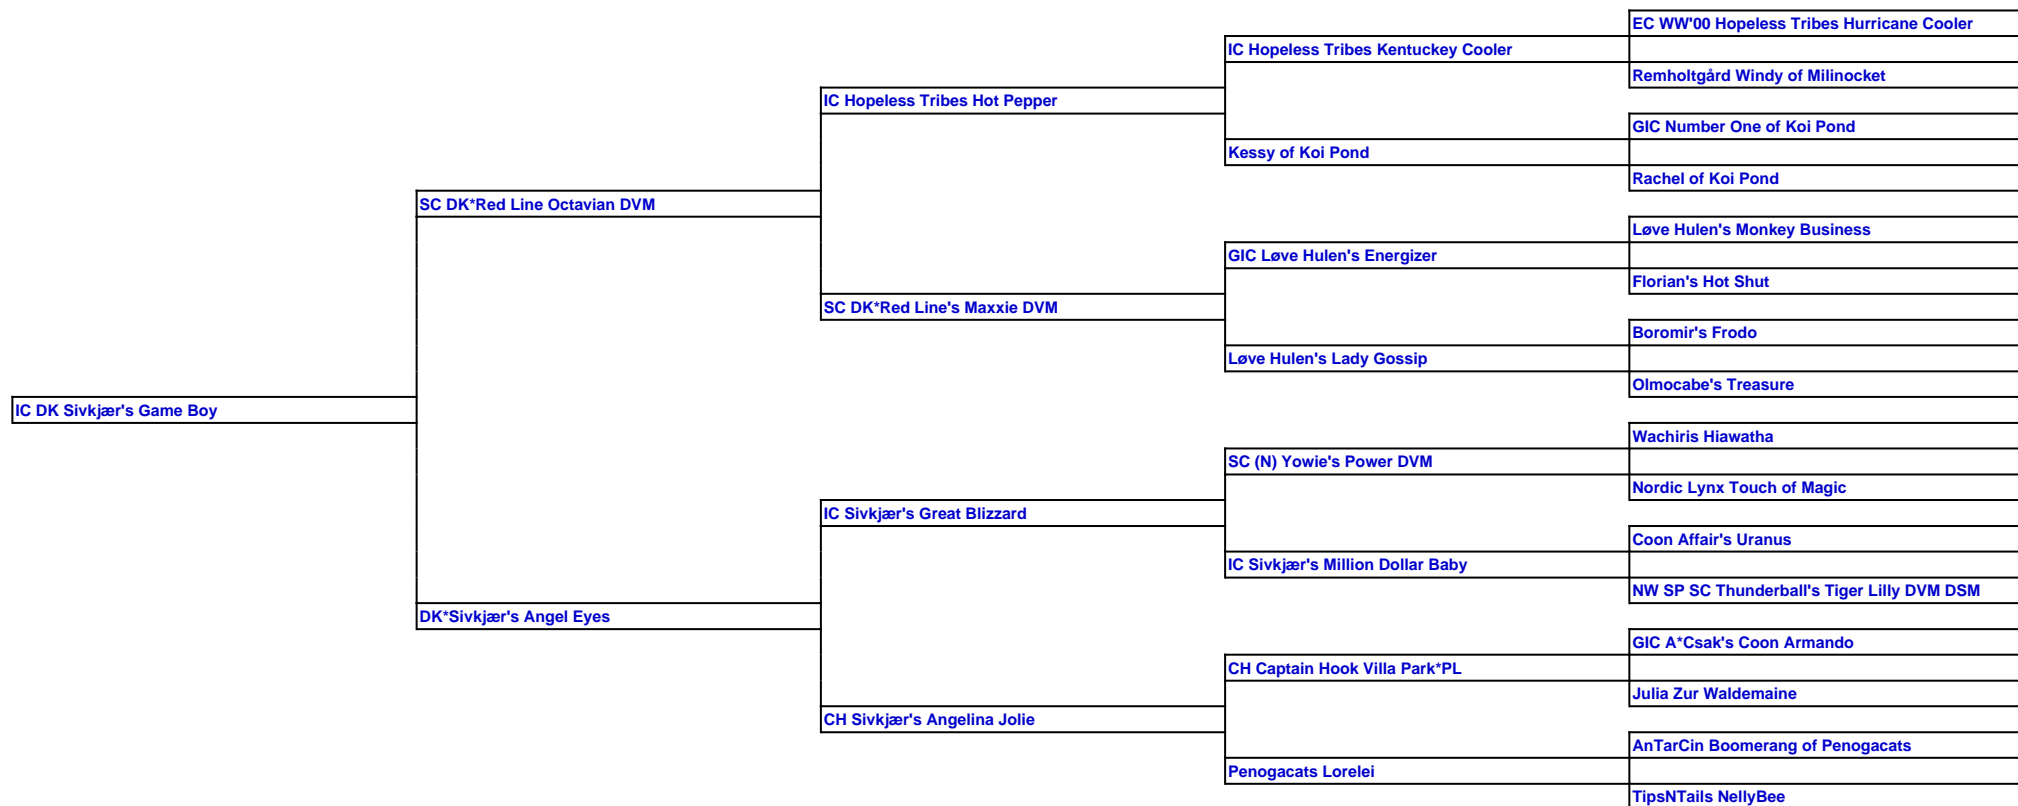 EC WW'00 Hopeless Tribes Hurricane Cooler
IC Hopeless Tribes Kentuckey Cooler
Remholtgård Windy of Milinocket
IC Hopeless Tribes Hot Pepper
GIC Number One of Koi Pond
Kessy of Koi Pond
Rachel of Koi Pond
SC DK*Red Line Octavian DVM
Løve Hulen's Monkey Business
GIC Løve Hulen's Energizer
Florian's Hot Shut
SC DK*Red Line's Maxxie DVM
Boromir's Frodo
Løve Hulen's Lady Gossip
Olmocabe's Treasure
IC DK Sivkjær's Game Boy
Wachiris Hiawatha
SC (N) Yowie's Power DVM
Nordic Lynx Touch of Magic
IC Sivkjær's Great Blizzard
Coon Affair's Uranus
IC Sivkjær's Million Dollar Baby
NW SP SC Thunderball's Tiger Lilly DVM DSM
DK*Sivkjær's Angel Eyes
GIC A*Csak's Coon Armando
CH Captain Hook Villa Park*PL
Julia Zur Waldemaine
CH Sivkjær's Angelina Jolie
AnTarCin Boomerang of Penogacats
Penogacats Lorelei
TipsNTails NellyBee